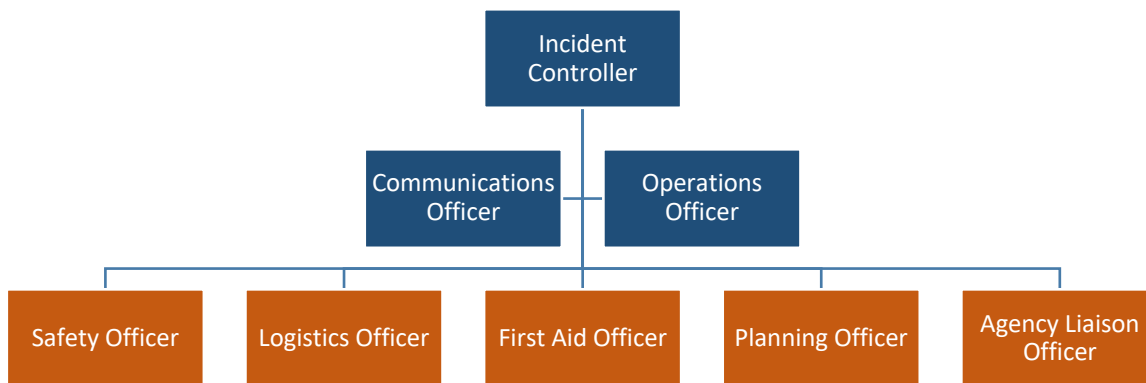 Incident
Controller
Communications
Officer
Operations
Officer
Safety Officer
Logistics Officer
First Aid Officer
Planning Officer
Agency Liaison
Officer